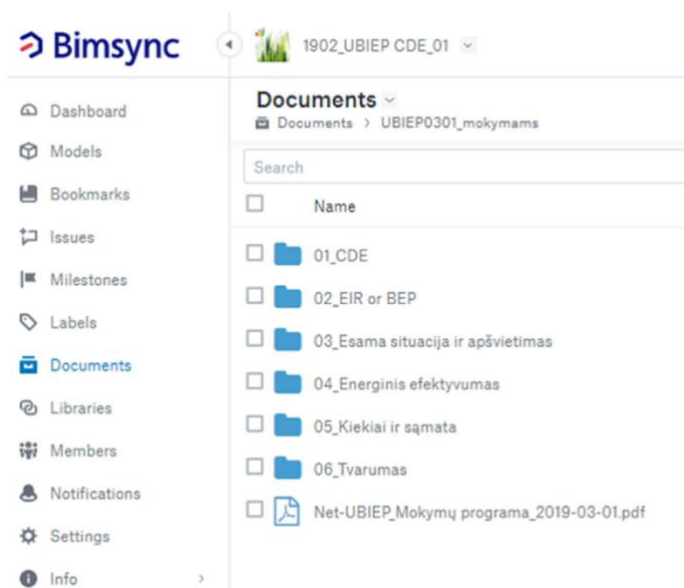 Bimsync
1902_UBIEP CDE_01
Dashboard
Models
Bookmarks
Issues
Milestones
Labels
Documents
Libraries
Members
Notifications
Settings
Info
Documents
Documents > UBIEP0301_mokymams
Search
Name
01_CDE
02_EIR or BEP
03_Esama situacija ir apšvietimas
04_Energinis efektyvumas
05_Kiekiai ir sąmata
06_Tvarumas
Net-UBIEP_Mokymų programa_2019-03-01.pdf